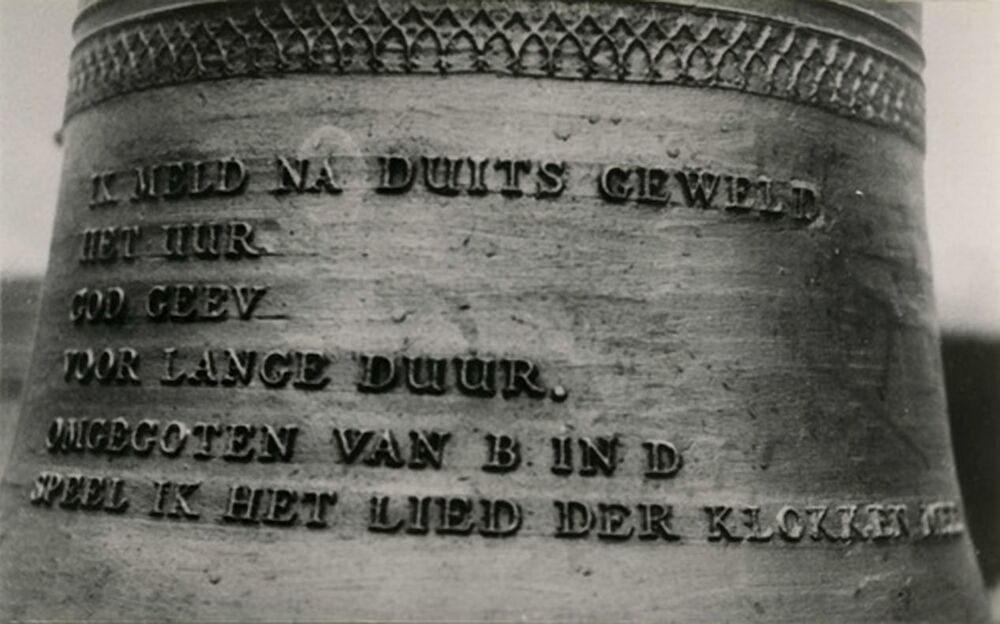 IK MELD NA DUITS GEWELD
HET UUR
GOD GEEV
VOOR LANGE DUUR.
OMGEGOTEN VAN B IN D
SPEEL IK HET LIED DER KLOKKEN